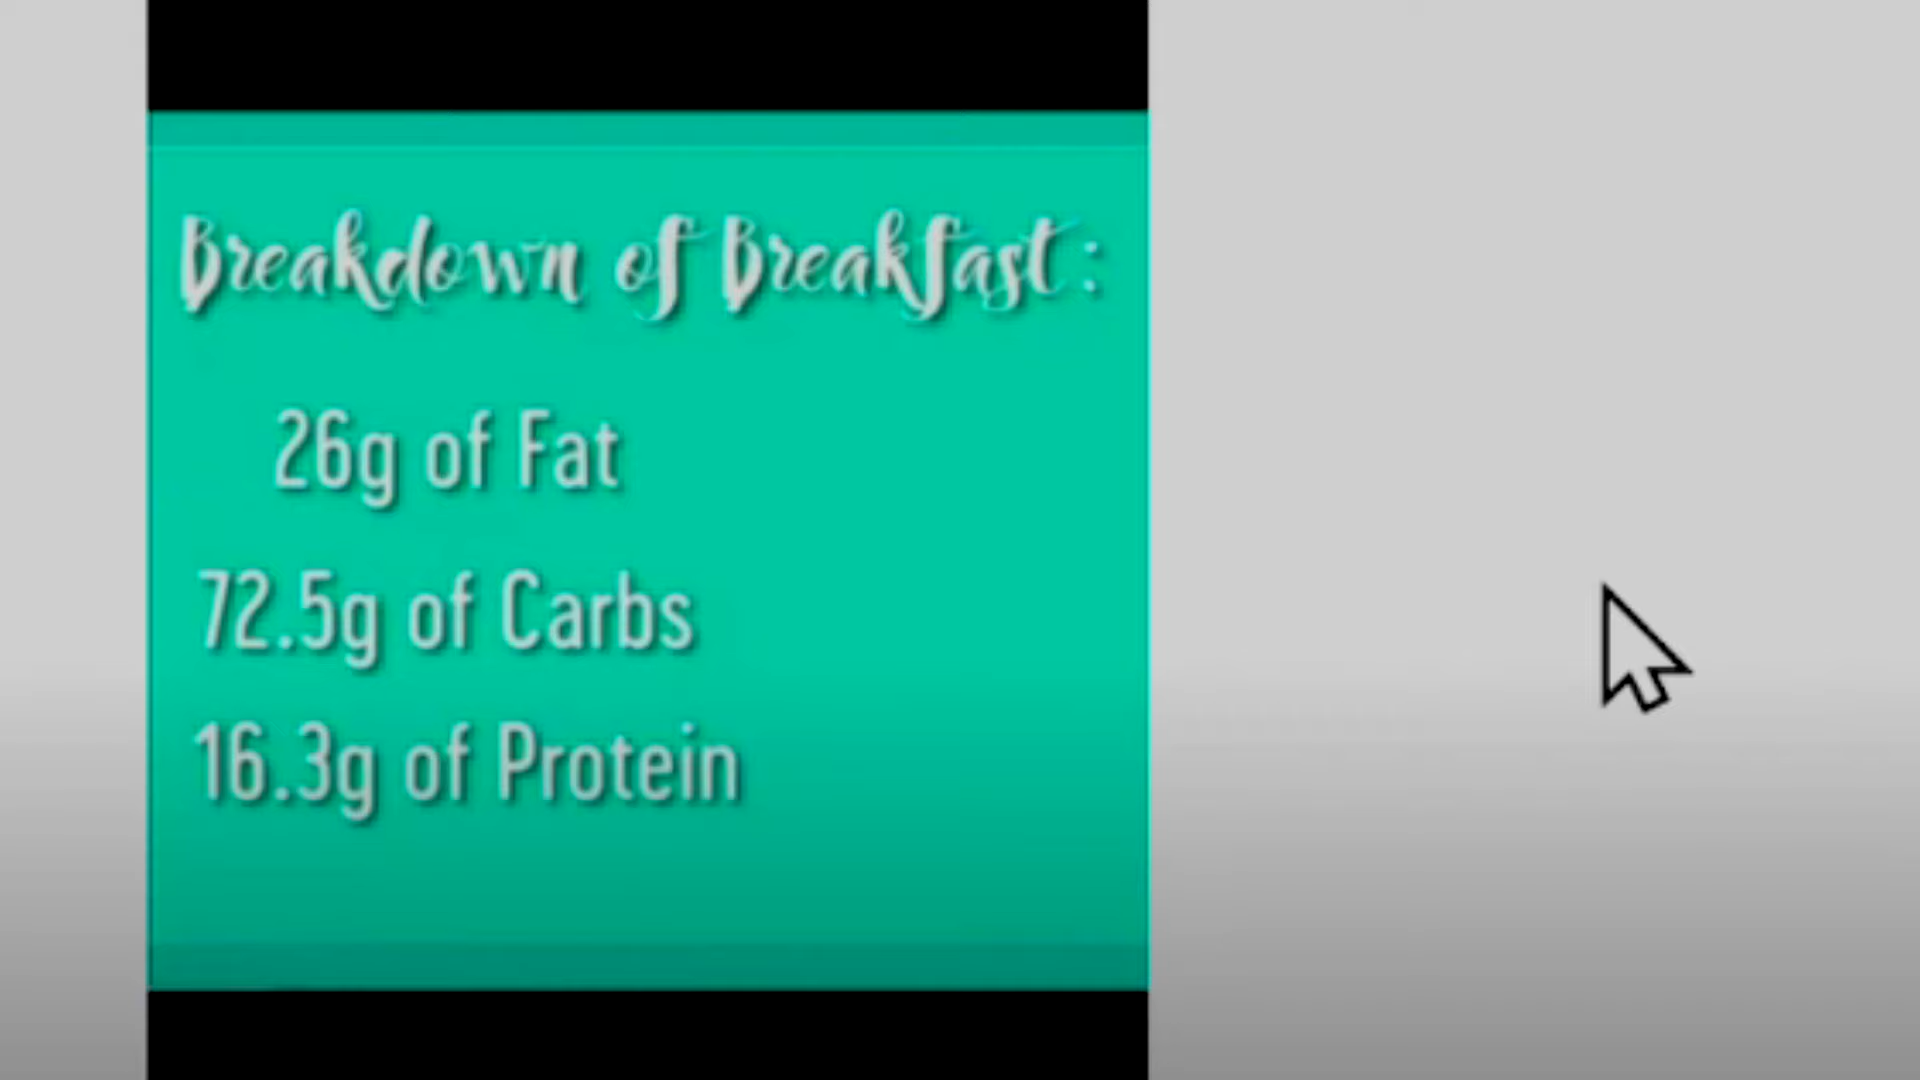 Breakdown of Breakfast:
26g of Fat
72.5g of Carbs
16.3g of Protein